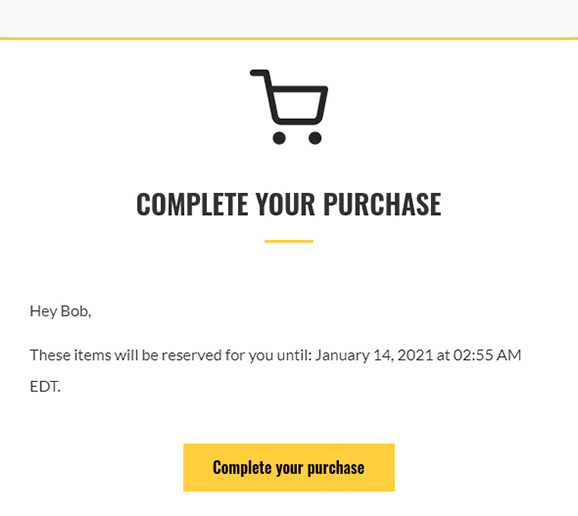 COMPLETE YOUR PURCHASE
Hey Bob,
These items will be reserved for you until: January 14, 2021 at 02:55 AM
EDT.
Complete your purchase